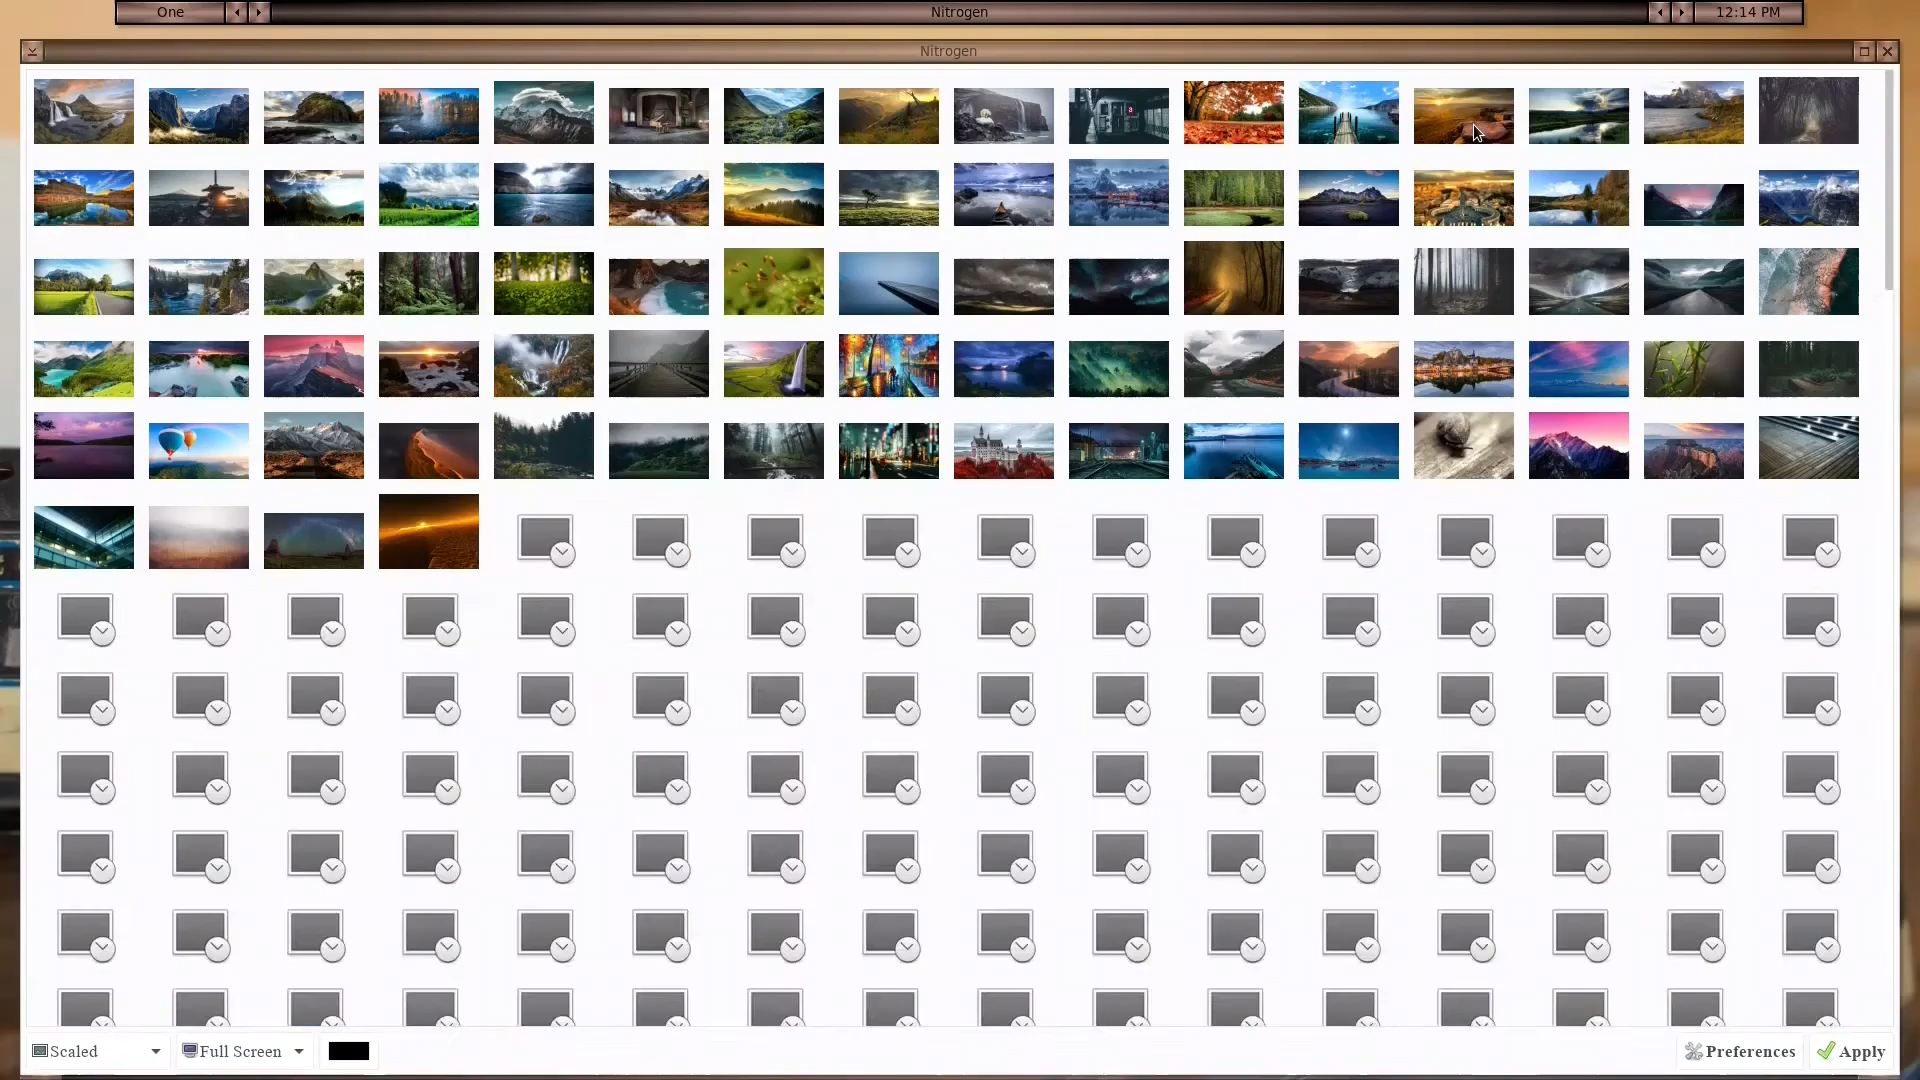 One
Nitrogen
12:14 PM
Nitrogen
Scaled
Full Screen
Preferences
Apply